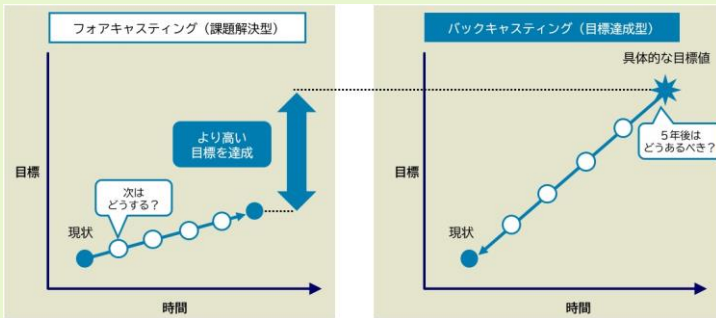 フォアキャスティング（課題解決型）
目標
より高い
目標を達成
次は
どうする？
現状
時間
バックキャスティング（目標達成型）
具体的な目標値
5年後は
どうあるべき？
目標
現状
時間